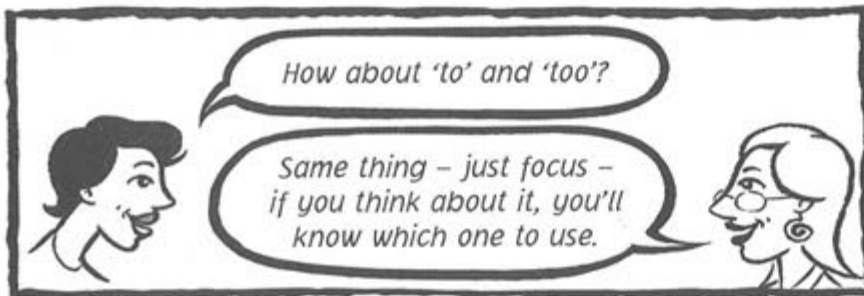 How about ‘to’ and ‘too’?
Same thing – just focus –
if you think about it, you’ll
know which one to use.